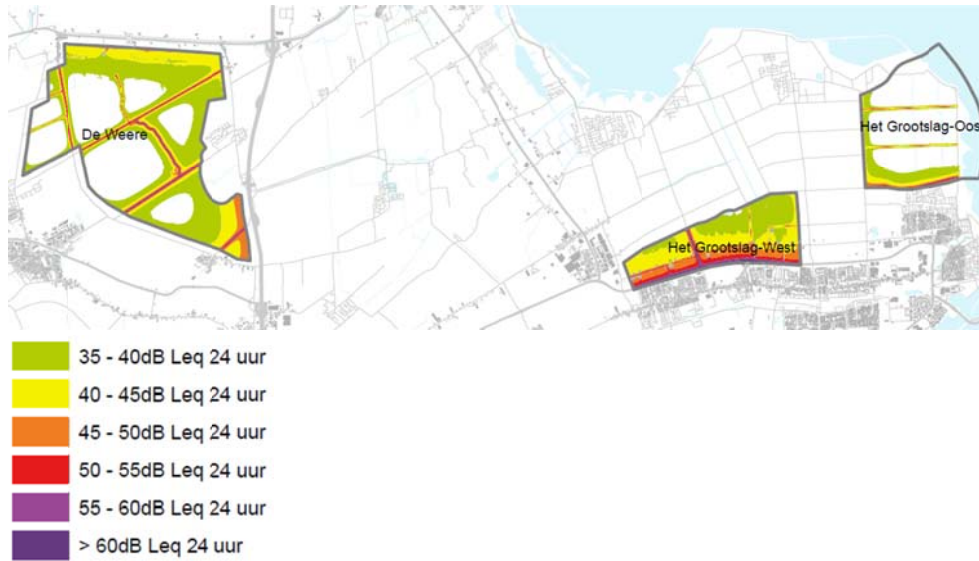 De Weere
Het Grootslag-Oos
Het Grootslag-West
35 - 40dB Leq 24 uur
40 - 45dB Leq 24 uur
45 - 50dB Leq 24 uur
50 - 55dB Leq 24 uur
55 - 60dB Leq 24 uur
> 60dB Leq 24 uur